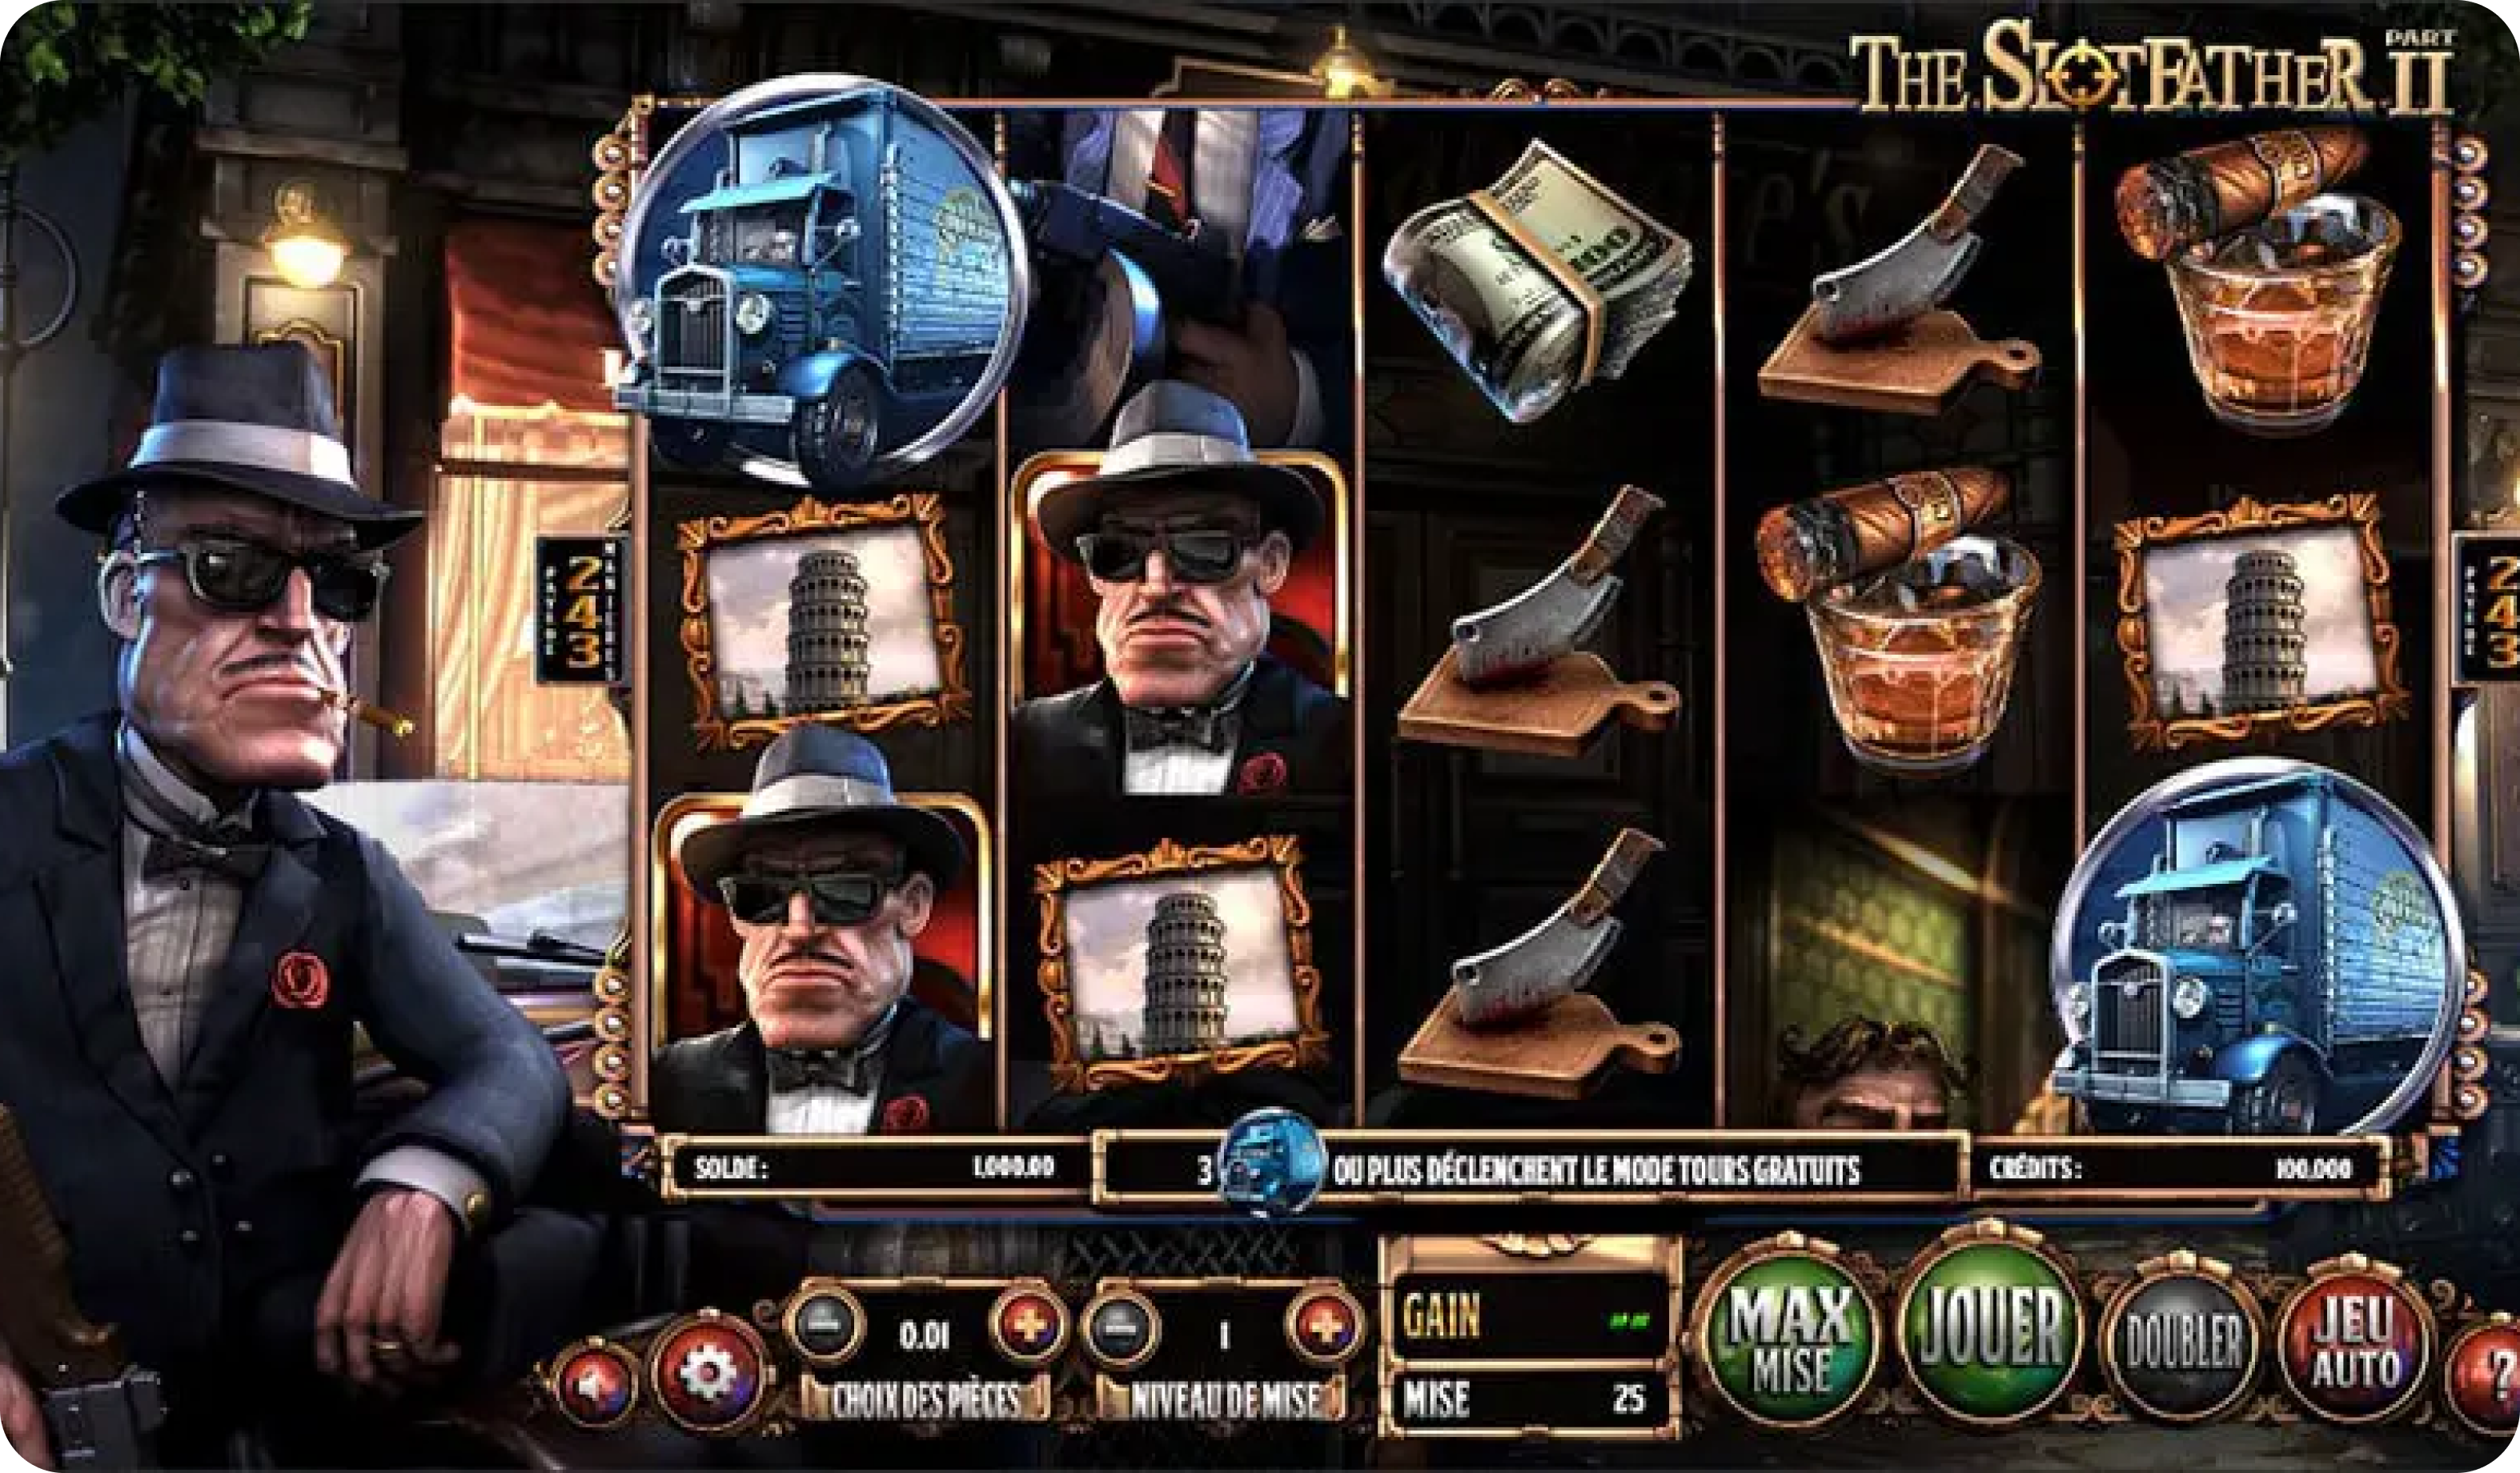 THE SLOTFATHER PART II
243
243
SOLDE: 1,000.00
3 OU PLUS DÉCLENCHENT LE MODE TOURS GRATUITS
CRÉDITS: 100,000
0.01
CHOIX DES PIÈCES
1
NIVEAU DE MISE
GAIN
MISE 25
MAX
MISE
JOUER
DOUBLER
JEU
AUTO
?